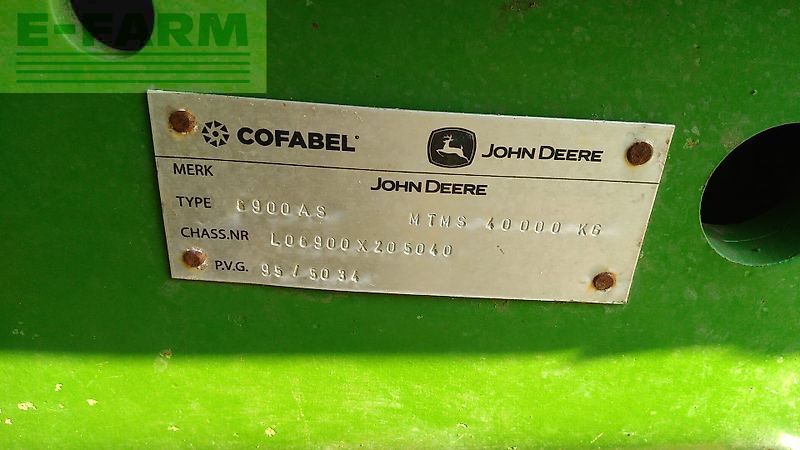 E-FARM
COFABEL JOHN DEERE
MERK JOHN DEERE
TYPE 6900AS MTMS 40000 KG
CHASS.NR L06900X205040
P.V.G. 95/5034